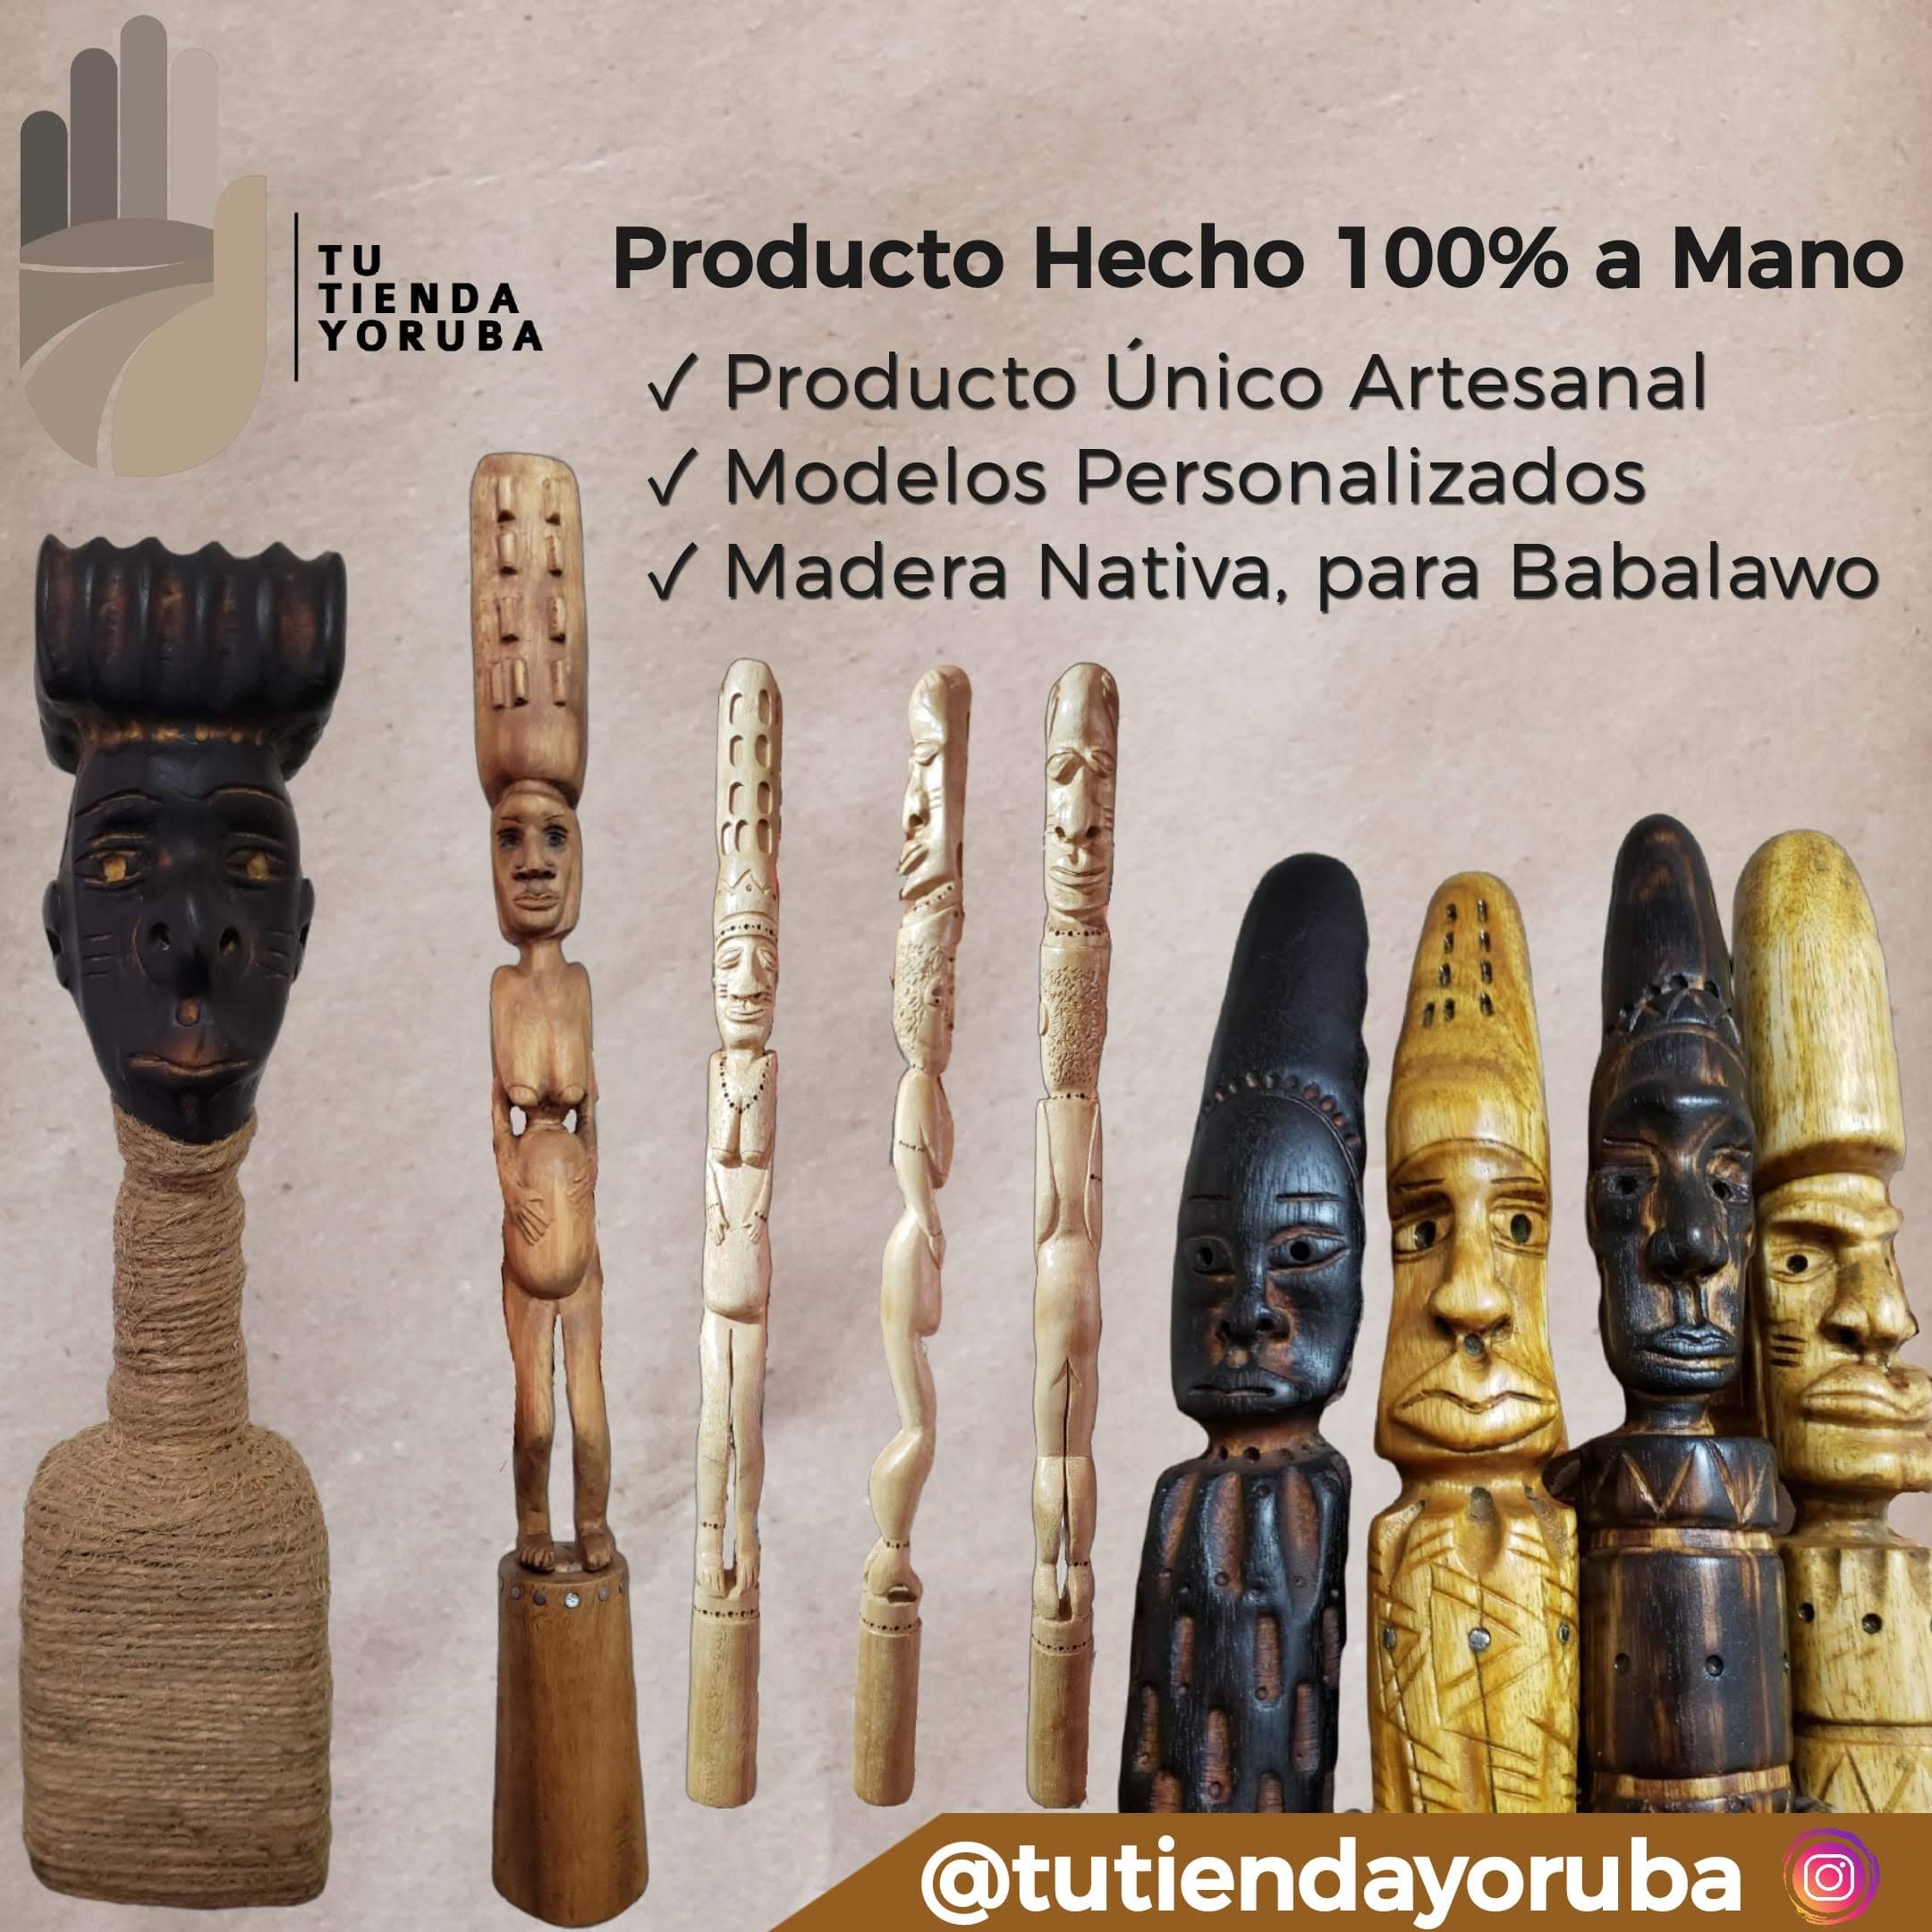 TU
TIENDA
YORUBA
Producto Hecho 100% a Mano
✓ Producto Único Artesanal
✓ Modelos Personalizados
✓ Madera Nativa, para Babalawo
@tutiendayoruba